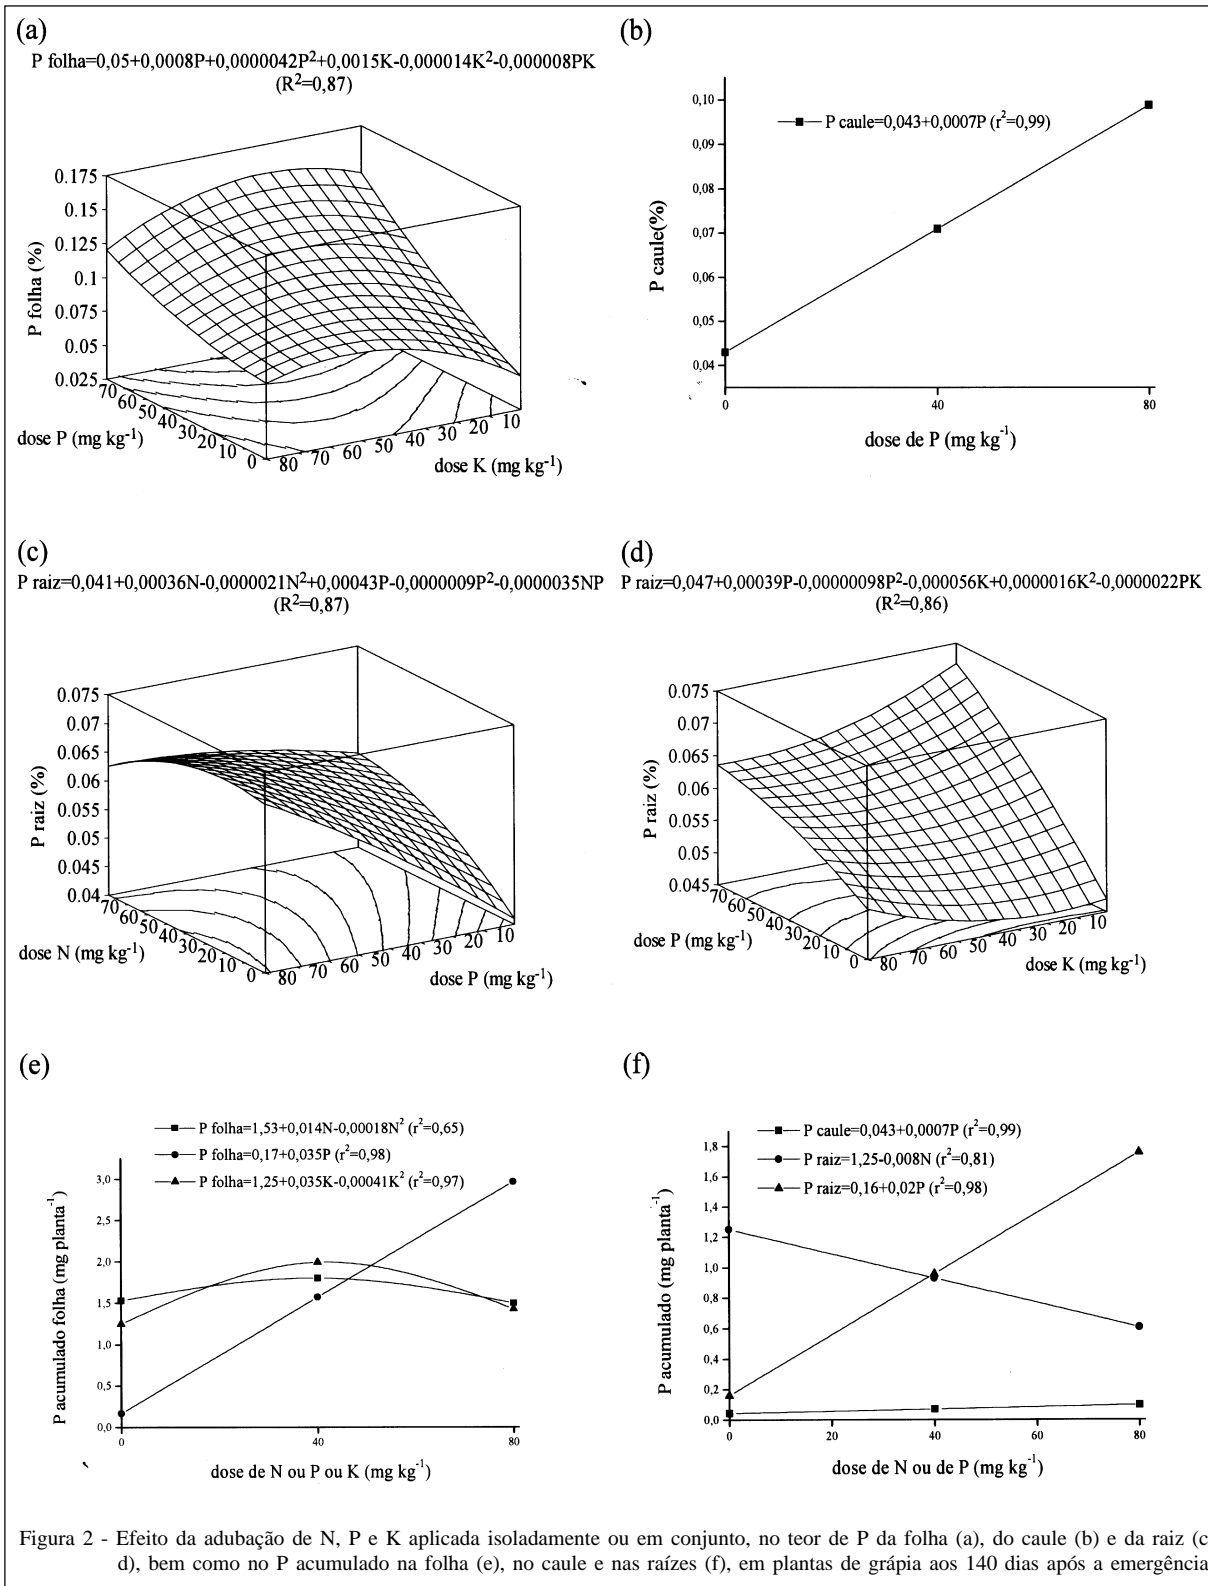 (a)
P folha=0,05+0,0008P+0,0000042P²+0,0015K-0,000014K²-0,000008PK
(R²=0,87)
0.175
0.15
0.125
0.1
0.075
0.05
0.025
P folha (%)
70
60
50
40
30
20
10
0
dose P (mg kg⁻¹)
80
70
60
50
40
30
20
10
dose K (mg kg⁻¹)
(b)
P caule=0,043+0,0007P (r²=0,99)
0,10
0,09
0,08
0,07
0,06
0,05
0,04
P caule(%)
0
40
80
dose de P (mg kg⁻¹)
(c)
P raiz=0,041+0,00036N-0,0000021N²+0,00043P-0,0000009P²-0,0000035NP
(R²=0,87)
0.075
0.07
0.065
0.06
0.055
0.05
0.045
0.04
P raiz (%)
70
60
50
40
30
20
10
0
dose N (mg kg⁻¹)
80
70
60
50
40
30
20
10
dose P (mg kg⁻¹)
(d)
P raiz=0,047+0,00039P-0,00000098P²-0,000056K+0,0000016K²-0,0000022PK
(R²=0,86)
0.075
0.07
0.065
0.06
0.055
0.05
0.045
P raiz (%)
70
60
50
40
30
20
10
0
dose P (mg kg⁻¹)
80
70
60
50
40
30
20
10
dose K (mg kg⁻¹)
(e)
P folha=1,53+0,014N-0,00018N² (r²=0,65)
P folha=0,17+0,035P (r²=0,98)
P folha=1,25+0,035K-0,00041K² (r²=0,97)
3,0
2,5
2,0
1,5
1,0
0,5
0,0
P acumulado folha (mg planta⁻¹)
0
40
80
dose de N ou P ou K (mg kg⁻¹)
(f)
P caule=0,043+0,0007P (r²=0,99)
P raiz=1,25-0,008N (r²=0,81)
P raiz=0,16+0,02P (r²=0,98)
1,8
1,6
1,4
1,2
1,0
0,8
0,6
0,4
0,2
0,0
P acumulado (mg planta⁻¹)
0
20
40
60
80
dose de N ou de P (mg kg⁻¹)
Figura 2 - Efeito da adubação de N, P e K aplicada isoladamente ou em conjunto, no teor de P da folha (a), do caule (b) e da raiz (c
d), bem como no P acumulado na folha (e), no caule e nas raízes (f), em plantas de grápia aos 140 dias após a emergência